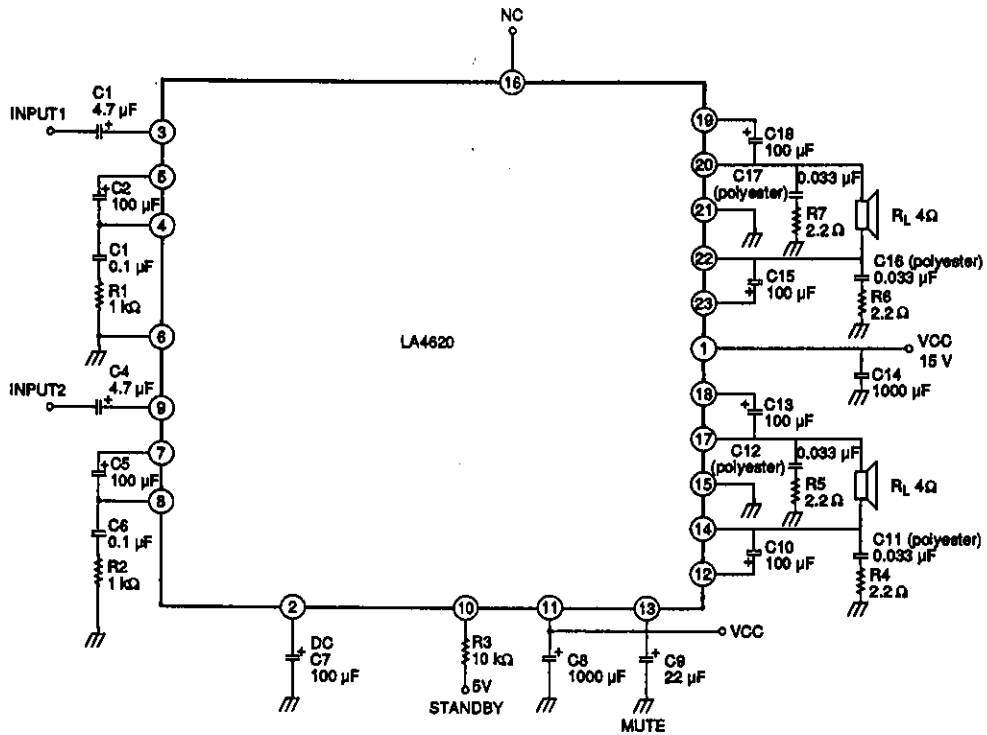 NC
16
INPUT1
C1
4.7 µF
3
5
C2
100 µF
4
C1
0.1 µF
R1
1 kΩ
6
INPUT2
C4
4.7 µF
9
7
C5
100 µF
8
C6
0.1 µF
R2
1 kΩ
LA4620
19
C18
100 µF
20
C17
(polyester)
0.033 µF
R7
2.2 Ω
RL 4Ω
21
22
C15
100 µF
C16 (polyester)
0.033 µF
R6
2.2 Ω
23
1
VCC
15 V
C14
1000 µF
18
C13
100 µF
17
C12
(polyester)
0.033 µF
R5
2.2 Ω
RL 4Ω
15
14
C10
100 µF
C11 (polyester)
0.033 µF
R4
2.2 Ω
12
2
DC
C7
100 µF
10
R3
10 kΩ
5V
STANDBY
11
C8
1000 µF
13
VCC
C9
22 µF
MUTE